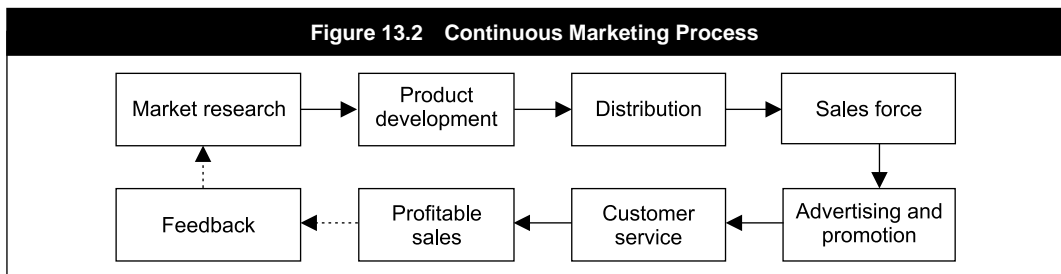 Figure 13.2 Continuous Marketing Process
Market research
Product
development
Distribution
Sales force
Advertising and
promotion
Customer
service
Profitable
sales
Feedback